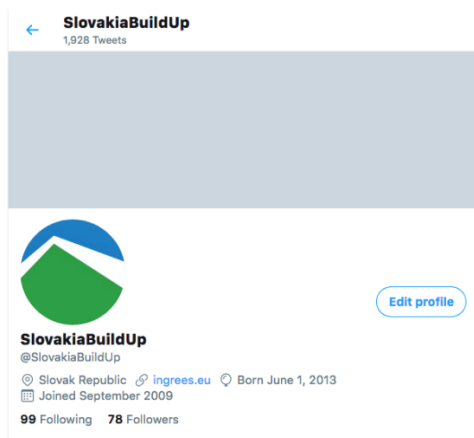 SlovakiaBuildUp
1,928 Tweets
Edit profile
SlovakiaBuildUp
@SlovakiaBuildUp
Slovak Republic ingrees.eu Born June 1, 2013
Joined September 2009
99 Following 78 Followers